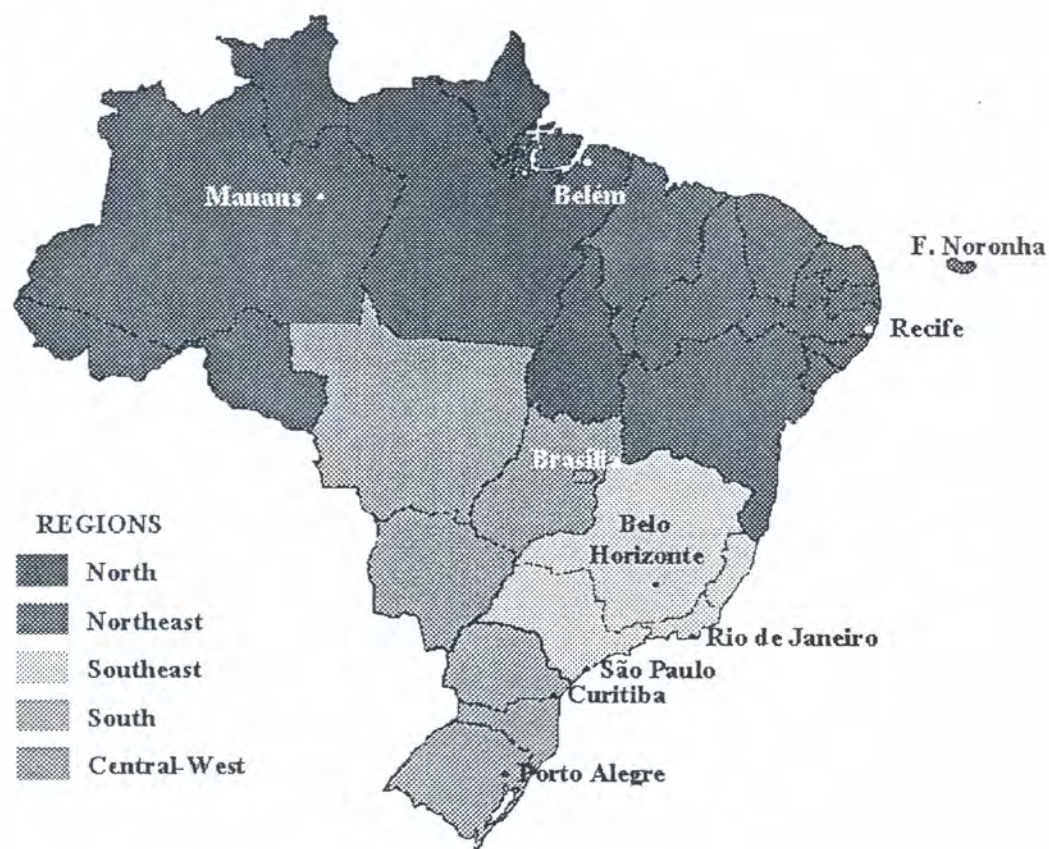 Manaus
Belém
F. Noronha
Recife
Brasília
Belo
Horizonte
Rio de Janeiro
São Paulo
Curitiba
Porto Alegre
REGIONS
North
Northeast
Southeast
South
Central-West